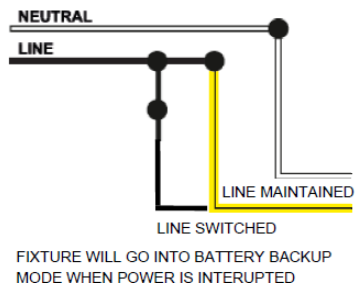 NEUTRAL
LINE
LINE MAINTAINED
LINE SWITCHED
FIXTURE WILL GO INTO BATTERY BACKUP
MODE WHEN POWER IS INTERUPTED